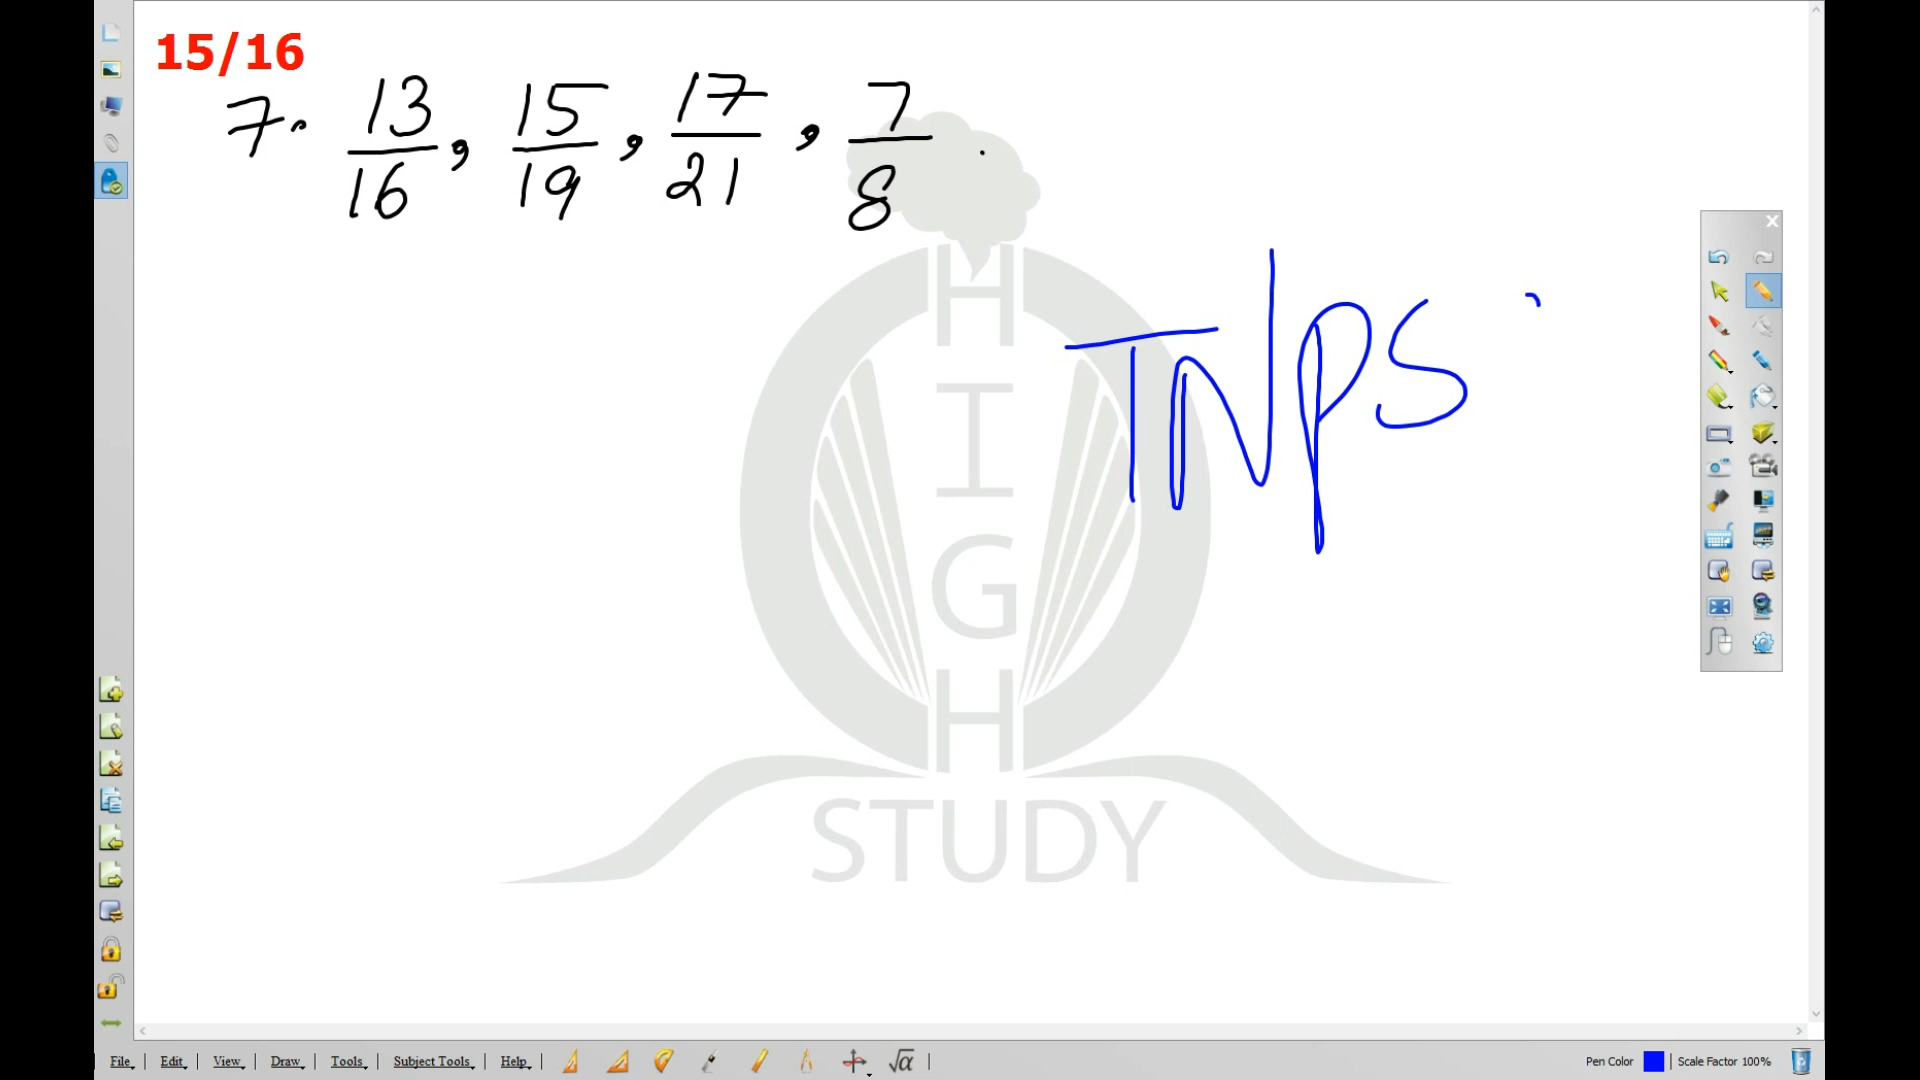 15/16
7. 13/16, 15/19, 17/21, 7/8.
TNPS
HIGH
STUDY
File Edit View Draw Tools Subject Tools Help √α Pen Color Scale Factor 100%